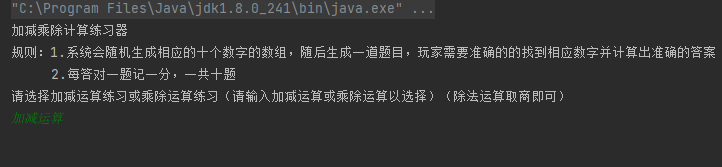 "C:\Program Files\Java\jdk1.8.0_241\bin\java.exe" ...
加减乘除计算练习器
规则：1.系统会随机生成相应的十个数字的数组，随后生成一道题目，玩家需要准确的的找到相应数字并计算出准确的答案
2.每答对一题记一分，一共十题
请选择加减运算练习或乘除运算练习（请输入加减运算或乘除运算以选择）（除法运算取商即可）
加减运算